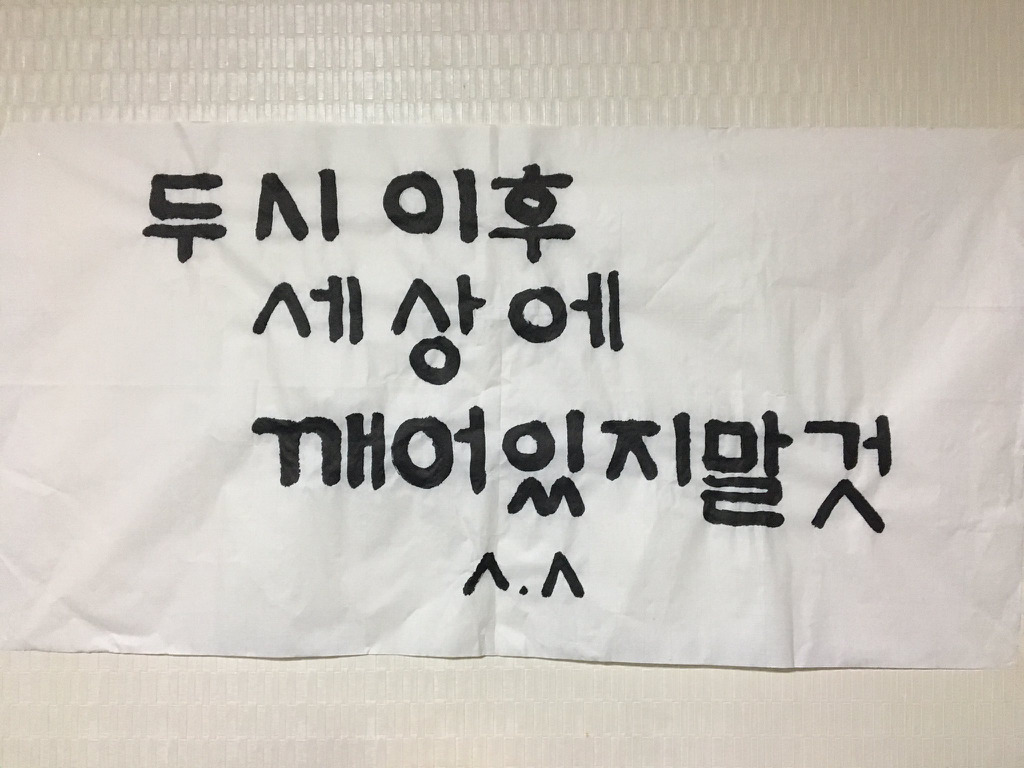 두시 이후
세상에
깨어있지말것
^.^